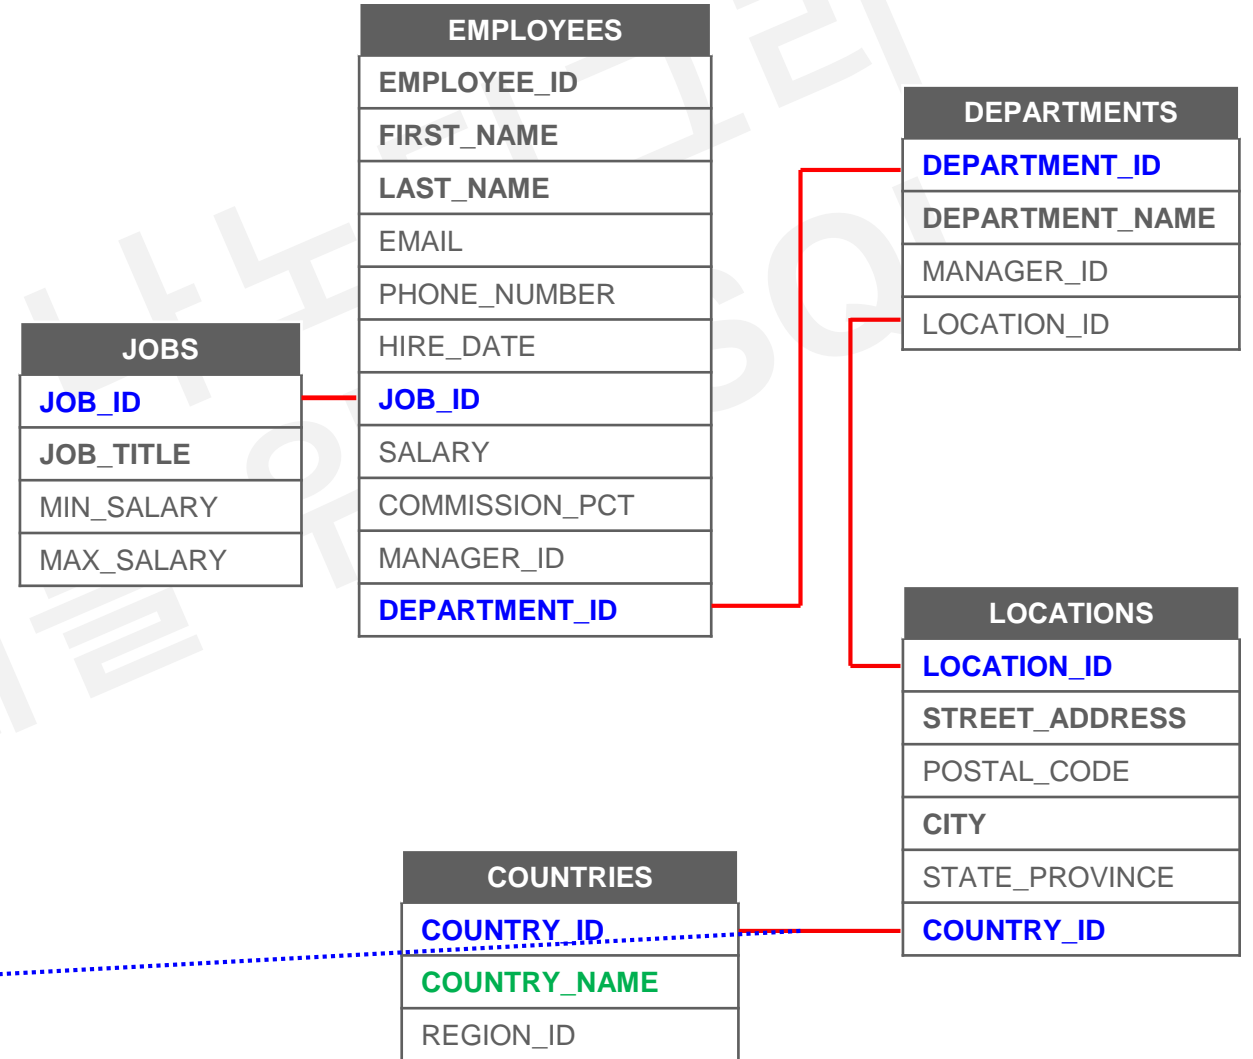 EMPLOYEES
EMPLOYEE_ID
FIRST_NAME
LAST_NAME
EMAIL
PHONE_NUMBER
HIRE_DATE
JOB_ID
SALARY
COMMISSION_PCT
MANAGER_ID
DEPARTMENT_ID
DEPARTMENTS
DEPARTMENT_ID
DEPARTMENT_NAME
MANAGER_ID
LOCATION_ID
JOBS
JOB_ID
JOB_TITLE
MIN_SALARY
MAX_SALARY
LOCATIONS
LOCATION_ID
STREET_ADDRESS
POSTAL_CODE
CITY
STATE_PROVINCE
COUNTRY_ID
COUNTRIES
COUNTRY_ID
COUNTRY_NAME
REGION_ID